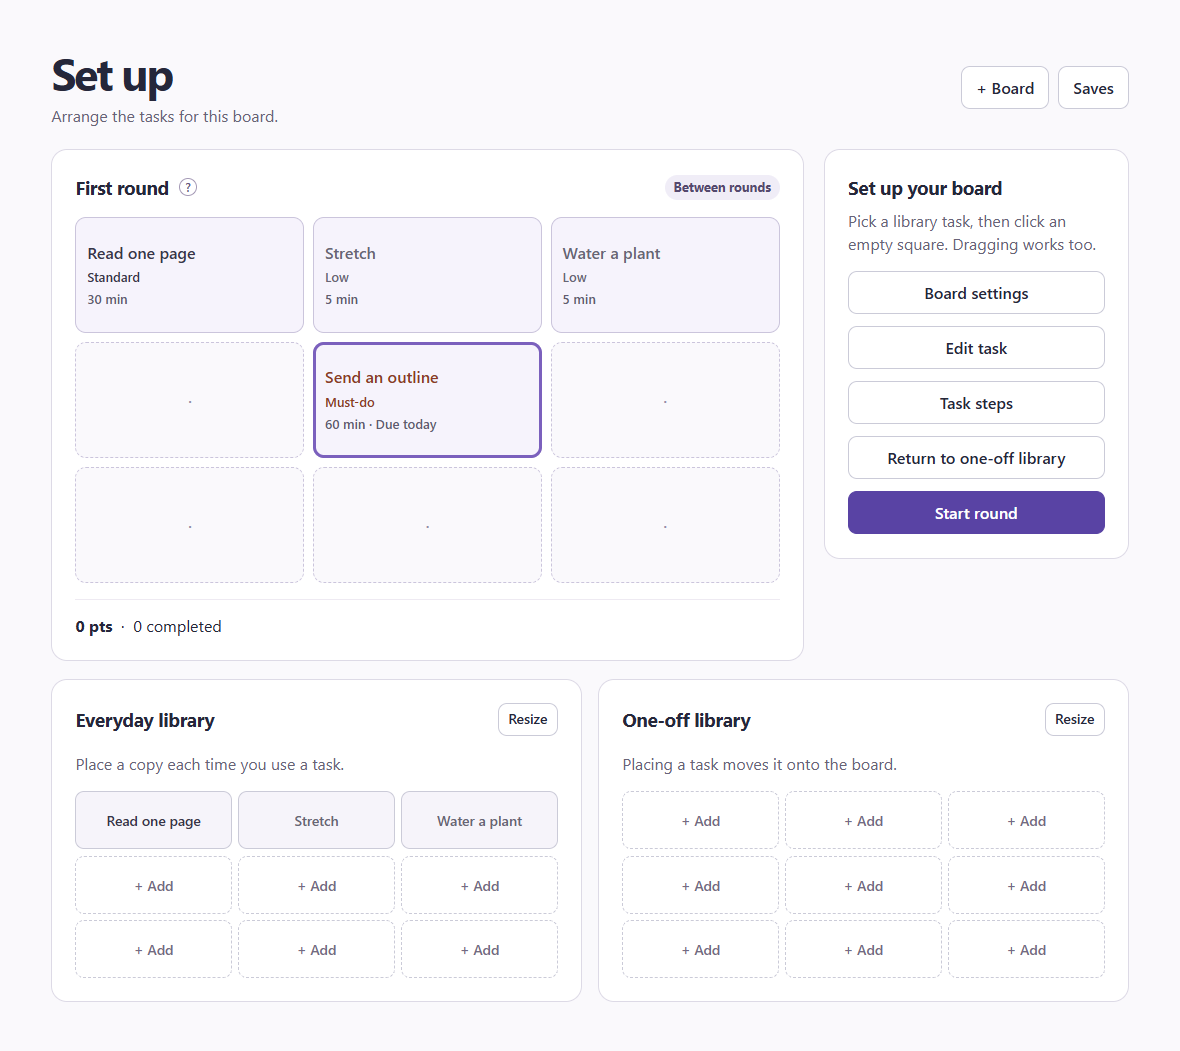 Set up
Arrange the tasks for this board.
+ Board
Saves
First round ?
Between rounds
Read one page
Standard
30 min
Stretch
Low
5 min
Water a plant
Low
5 min
·
Send an outline
Must-do
60 min · Due today
·
·
·
·
0 pts · 0 completed
Set up your board
Pick a library task, then click an
empty square. Dragging works too.
Board settings
Edit task
Task steps
Return to one-off library
Start round
Everyday library
Resize
Place a copy each time you use a task.
Read one page
Stretch
Water a plant
+ Add
+ Add
+ Add
+ Add
+ Add
+ Add
One-off library
Resize
Placing a task moves it onto the board.
+ Add
+ Add
+ Add
+ Add
+ Add
+ Add
+ Add
+ Add
+ Add